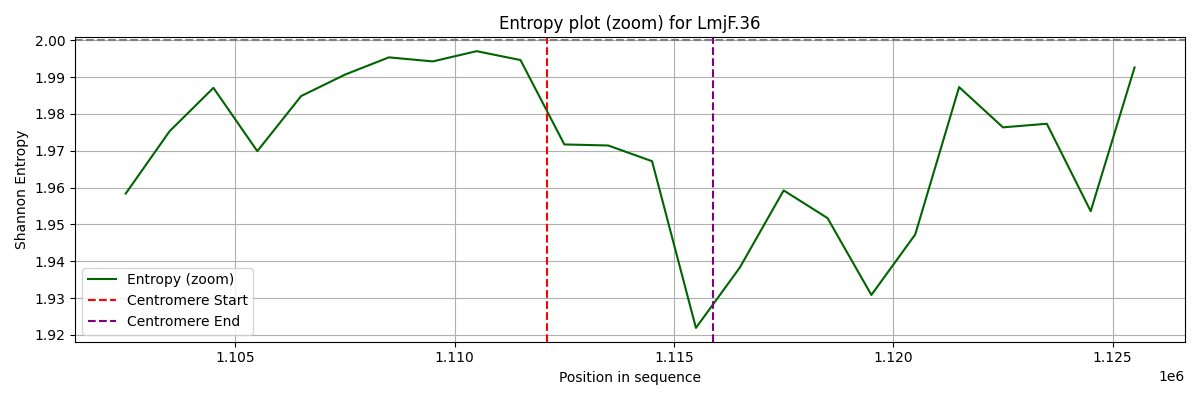 Entropy plot (zoom) for LmjF.36
Shannon Entropy
2.00
1.99
1.98
1.97
1.96
1.95
1.94
1.93
1.92
Entropy (zoom)
Centromere Start
Centromere End
1.105 1.110 1.115 1.120 1.125
1e6
Position in sequence